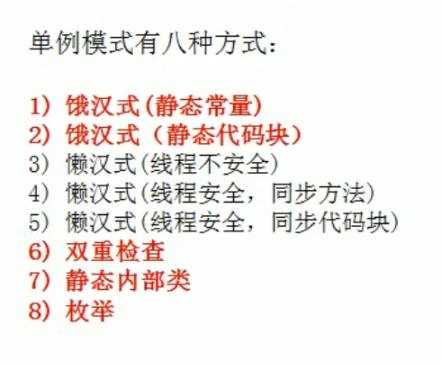 单例模式有八种方式：
1) 饿汉式(静态常量)
2) 饿汉式（静态代码块）
3) 懒汉式(线程不安全)
4) 懒汉式(线程安全，同步方法)
5) 懒汉式(线程安全，同步代码块)
6) 双重检查
7) 静态内部类
8) 枚举